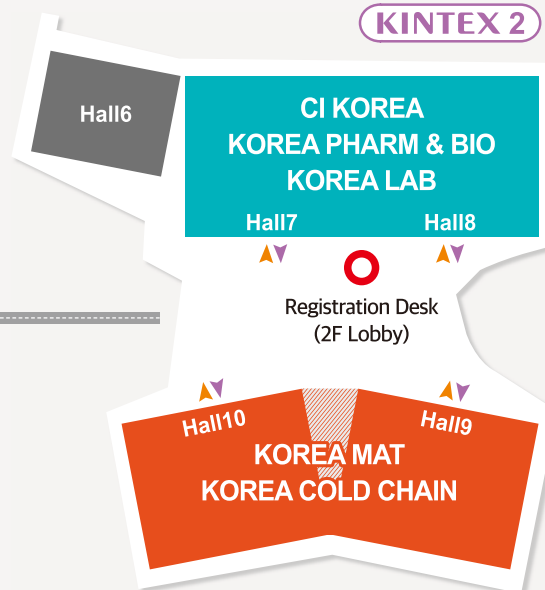 KINTEX 2
Hall6
CI KOREA
KOREA PHARM & BIO
KOREA LAB
Hall7
Hall8
Registration Desk
(2F Lobby)
Hall10
Hall9
KOREA MAT
KOREA COLD CHAIN